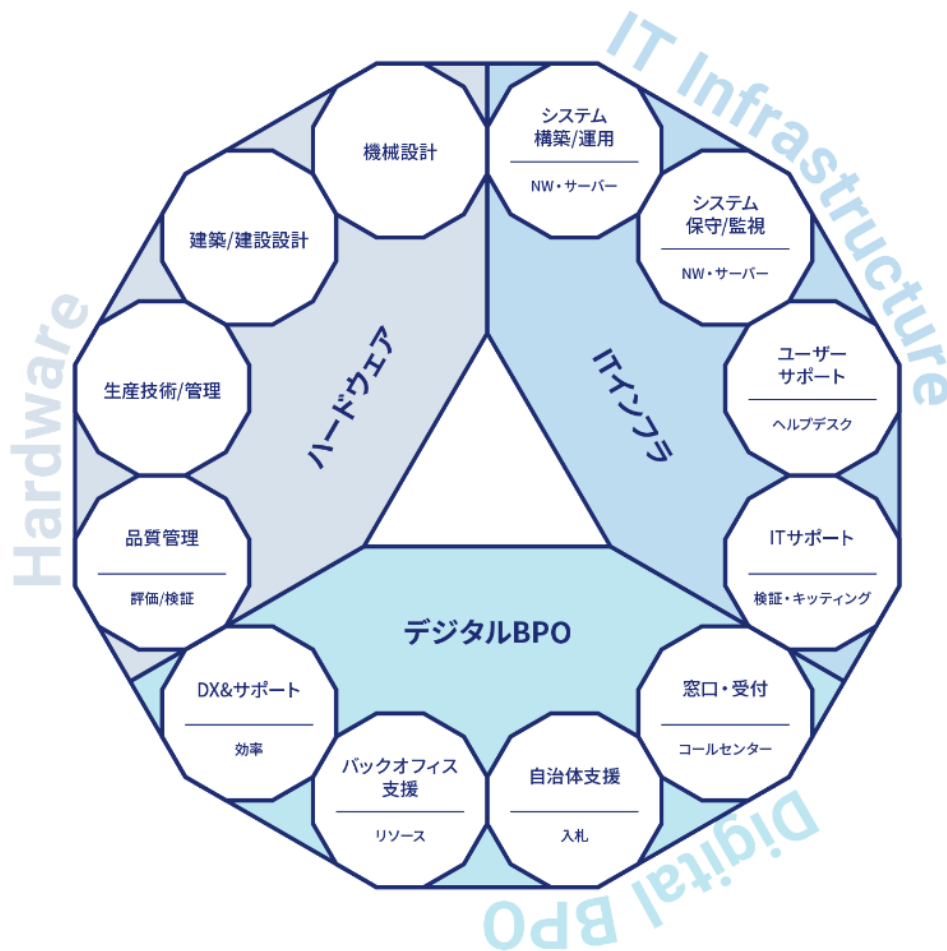 IT Infrastructure
Hardware
Digital BPO
機械設計
建築/建設設計
生産技術/管理
品質管理
評価/検証
ハードウェア
システム
構築/運用
NW・サーバー
システム
保守/監視
NW・サーバー
ユーザー
サポート
ヘルプデスク
ITサポート
検証・キッティング
ITインフラ
デジタルBPO
窓口・受付
コールセンター
自治体支援
入札
バックオフィス
支援
リソース
DX&サポート
効率